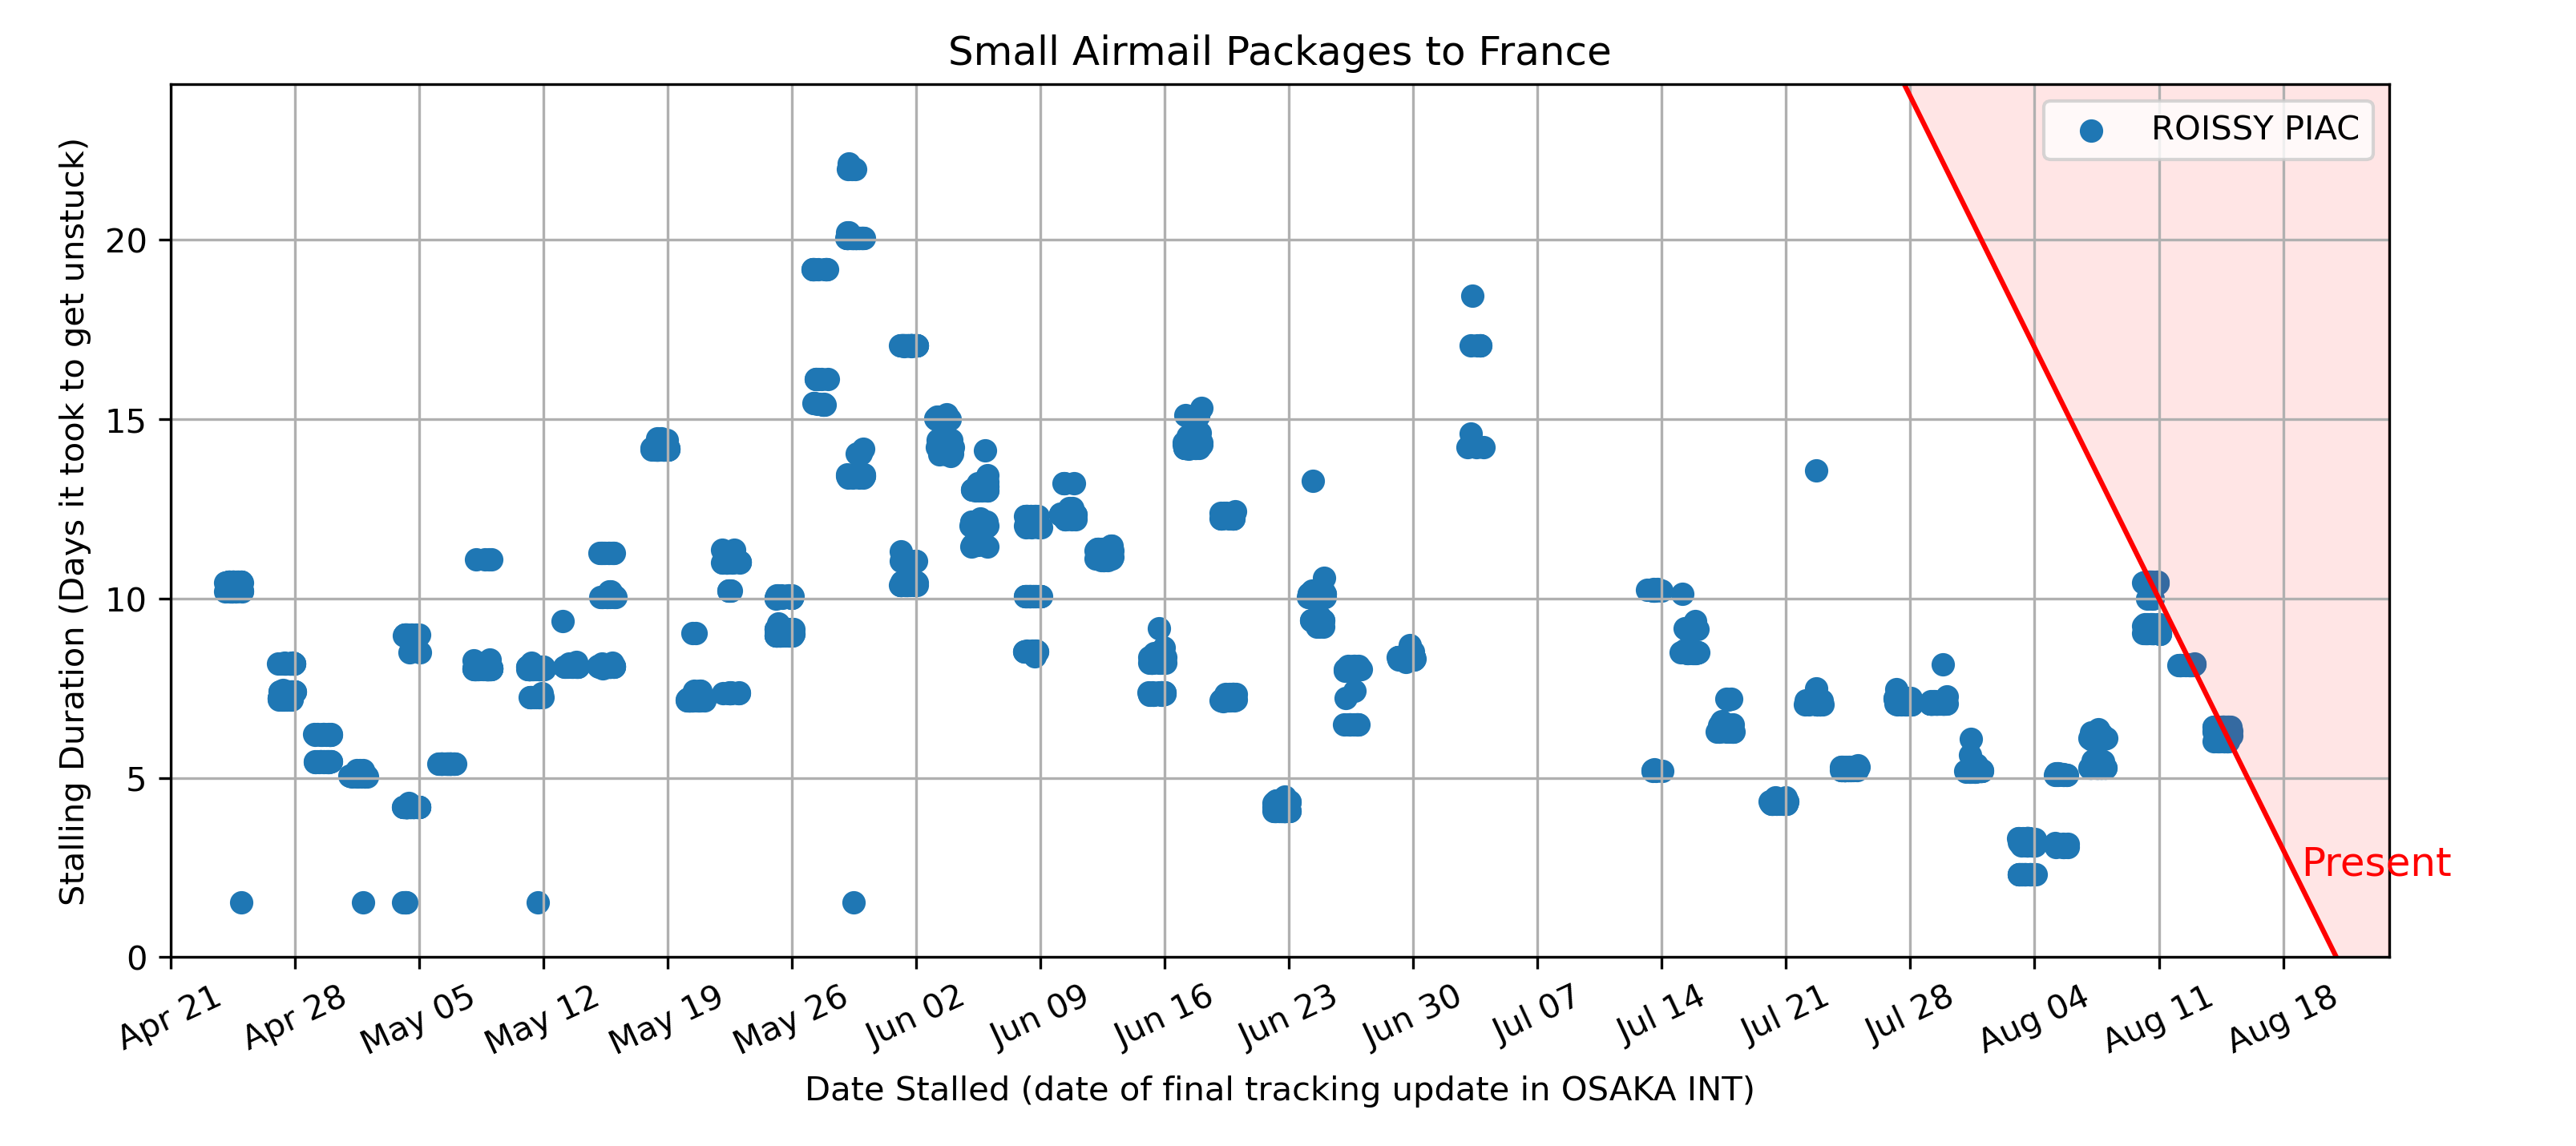 Small Airmail Packages to France
ROISSY PIAC
Stalling Duration (Days it took to get unstuck)
20
15
10
5
0
Present
Apr 21
Apr 28
May 05
May 12
May 19
May 26
Jun 02
Jun 09
Jun 16
Jun 23
Jun 30
Jul 07
Jul 14
Jul 21
Jul 28
Aug 04
Aug 11
Aug 18
Date Stalled (date of final tracking update in OSAKA INT)